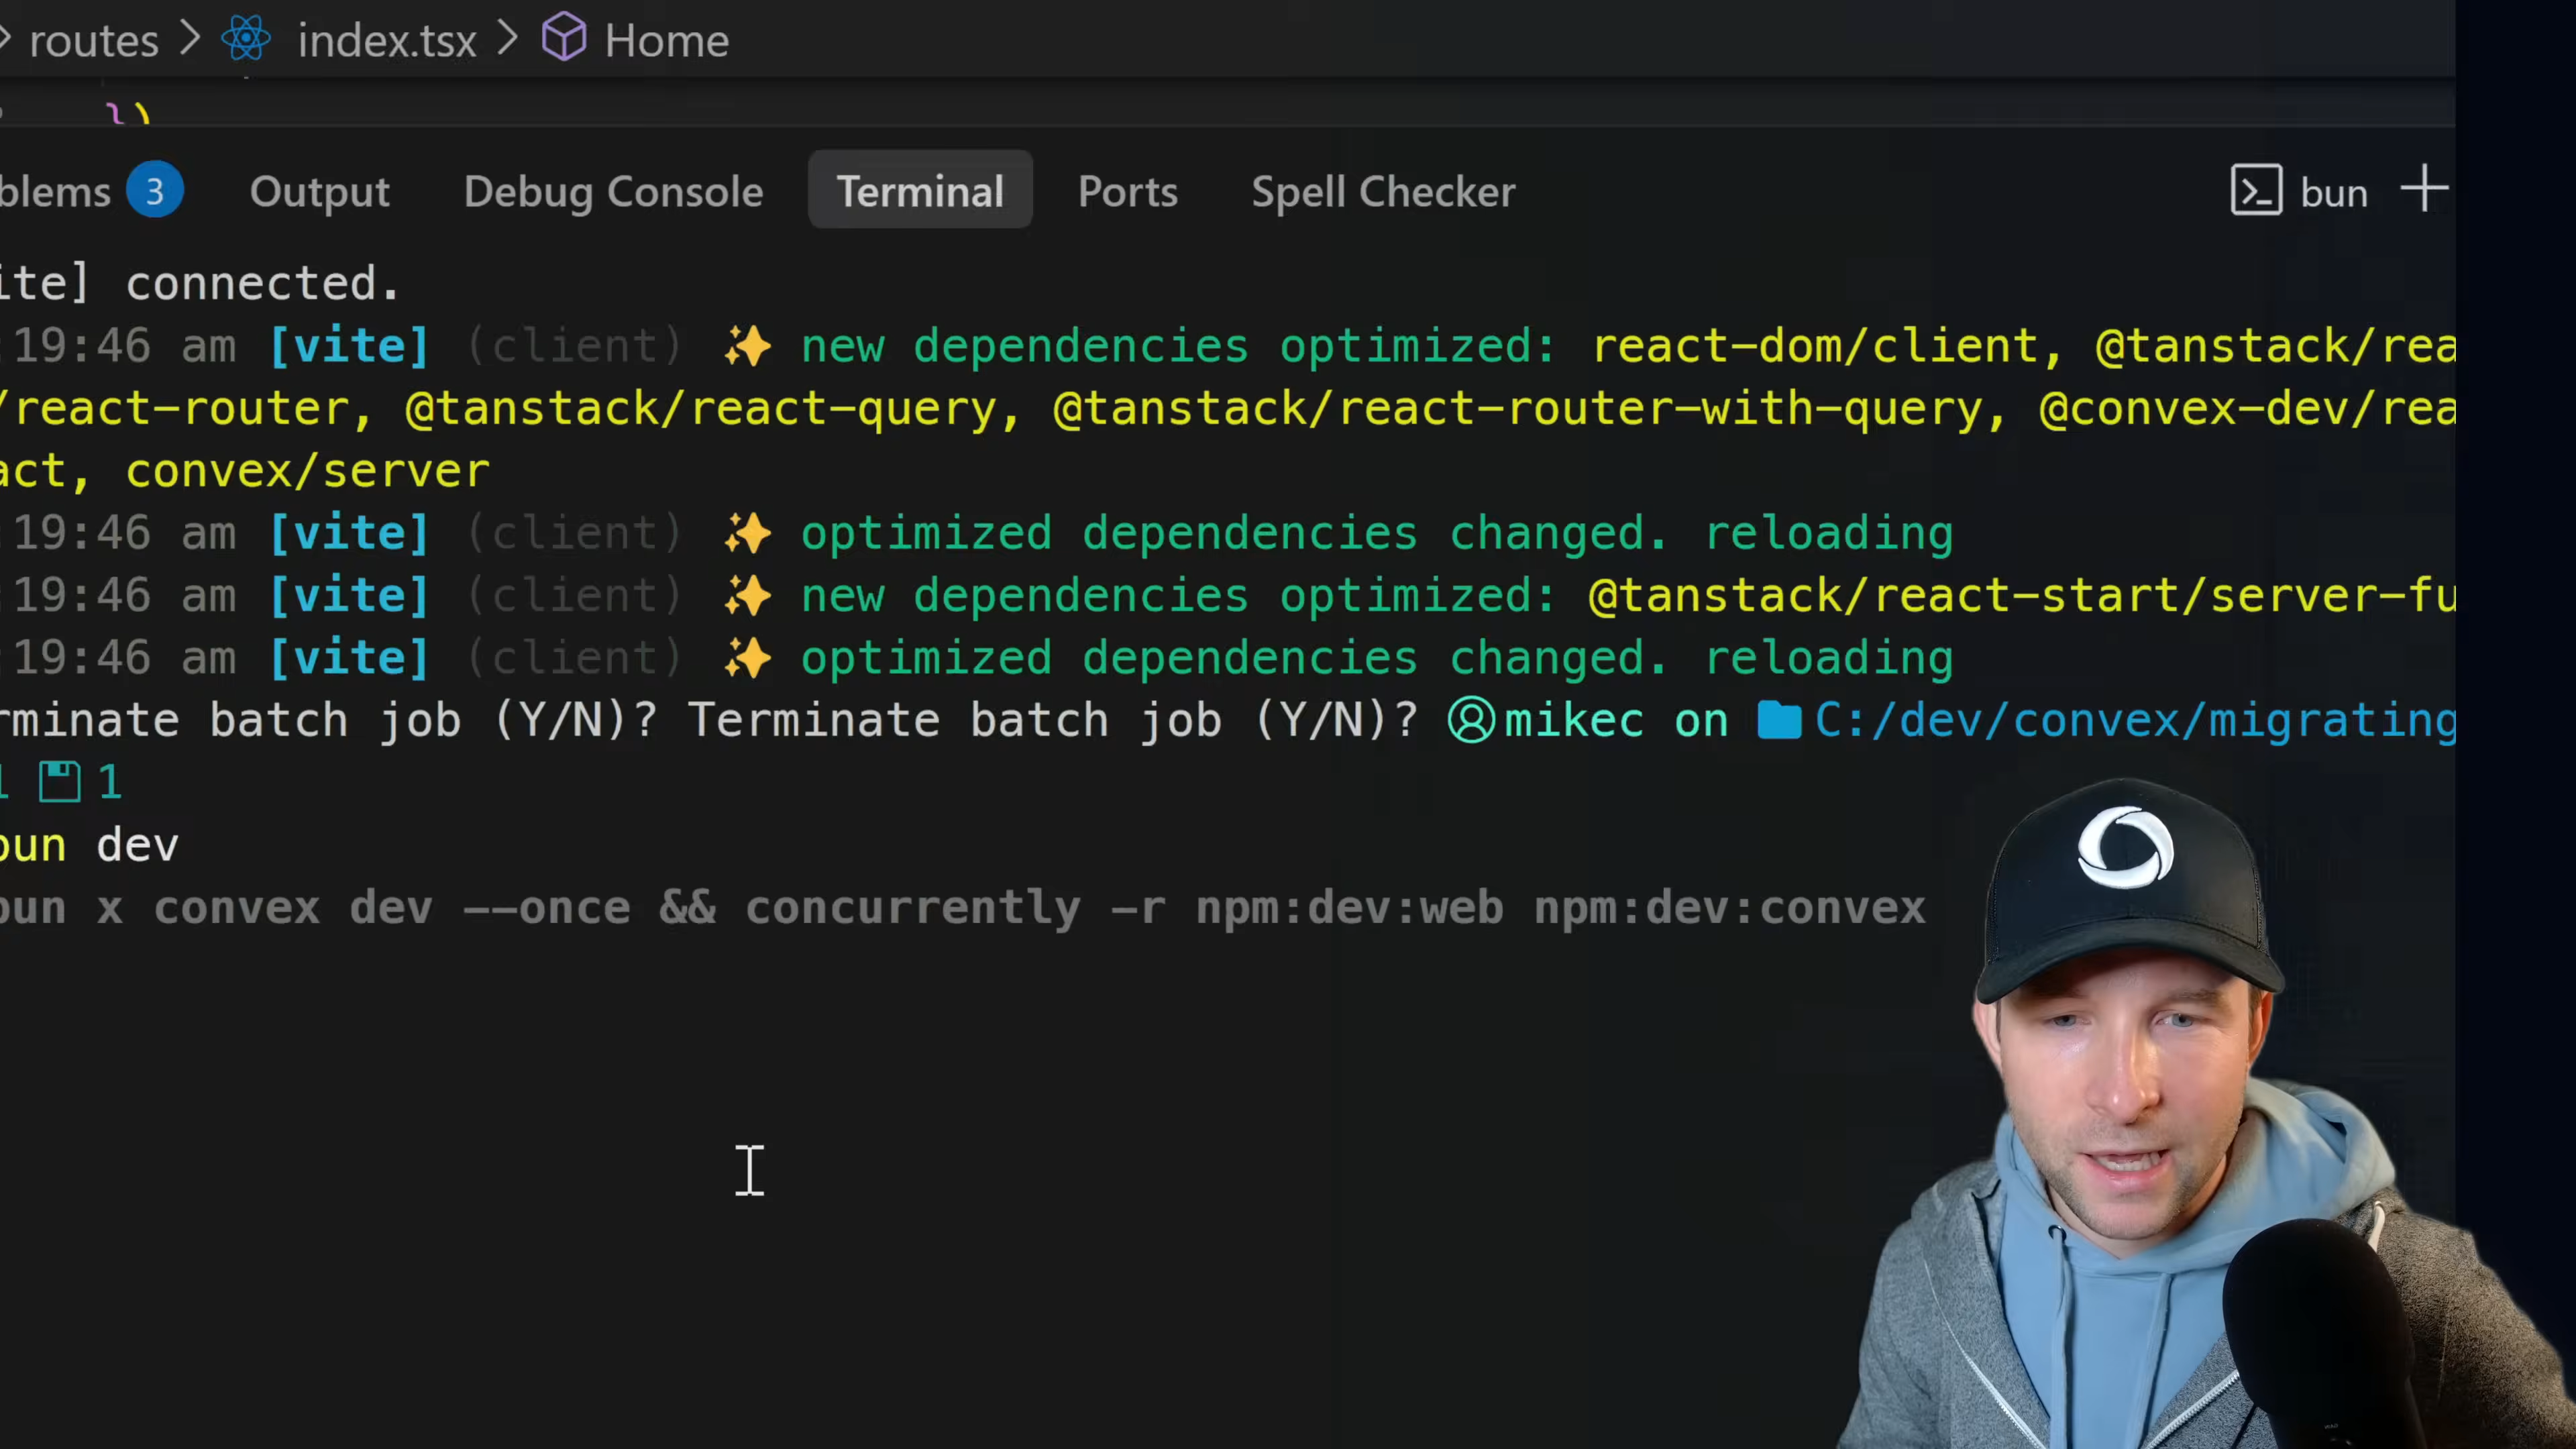 routes > index.tsx > Home
})
blems 3 Output Debug Console Terminal Ports Spell Checker bun +
ite] connected.
:19:46 am [vite] (client) ✨ new dependencies optimized: react-dom/client, @tanstack/rea
/react-router, @tanstack/react-query, @tanstack/react-router-with-query, @convex-dev/rea
act, convex/server
:19:46 am [vite] (client) ✨ optimized dependencies changed. reloading
:19:46 am [vite] (client) ✨ new dependencies optimized: @tanstack/react-start/server-fu
:19:46 am [vite] (client) ✨ optimized dependencies changed. reloading
rminate batch job (Y/N)? Terminate batch job (Y/N)? mikec on C:/dev/convex/migrating
1 1
bun dev
bun x convex dev --once && concurrently -r npm:dev:web npm:dev:convex